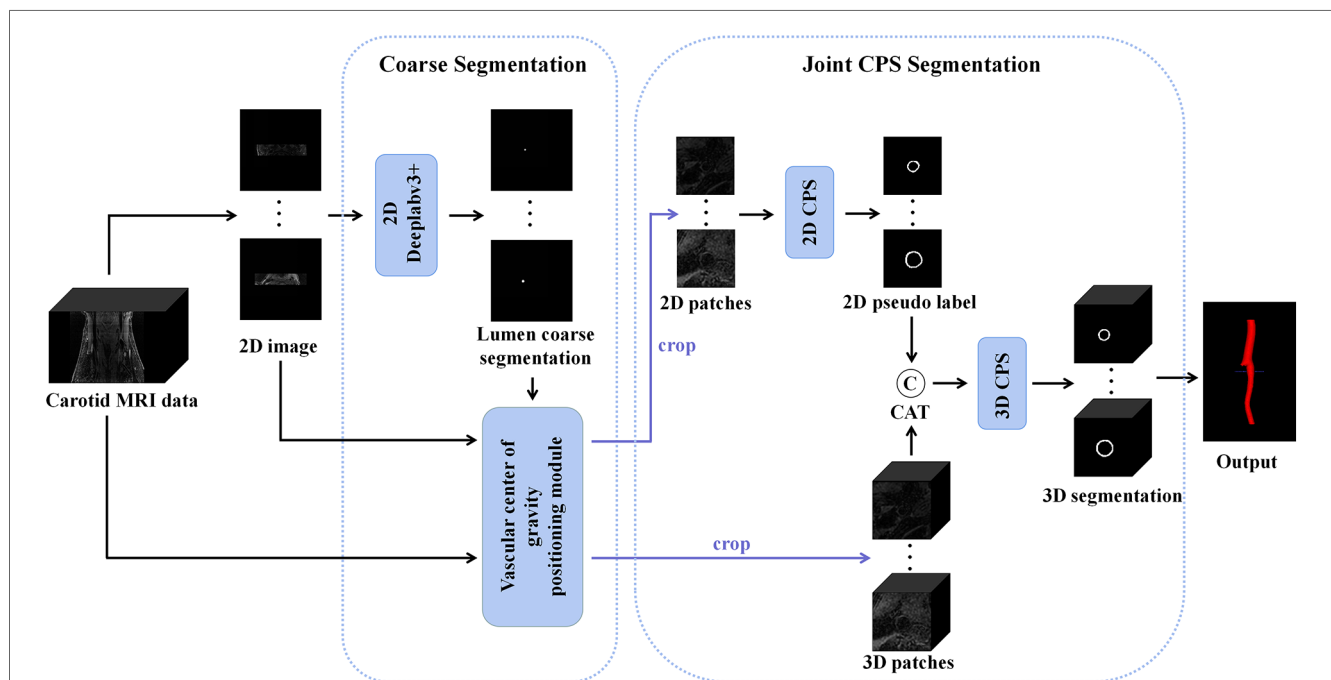 Coarse Segmentation
Joint CPS Segmentation
2D
Deeplabv3+
2D CPS
2D patches
2D pseudo label
2D image
Lumen coarse
segmentation
crop
Carotid MRI data
C
CAT
3D CPS
Vascular center of
gravity
positioning module
Output
3D segmentation
crop
3D patches